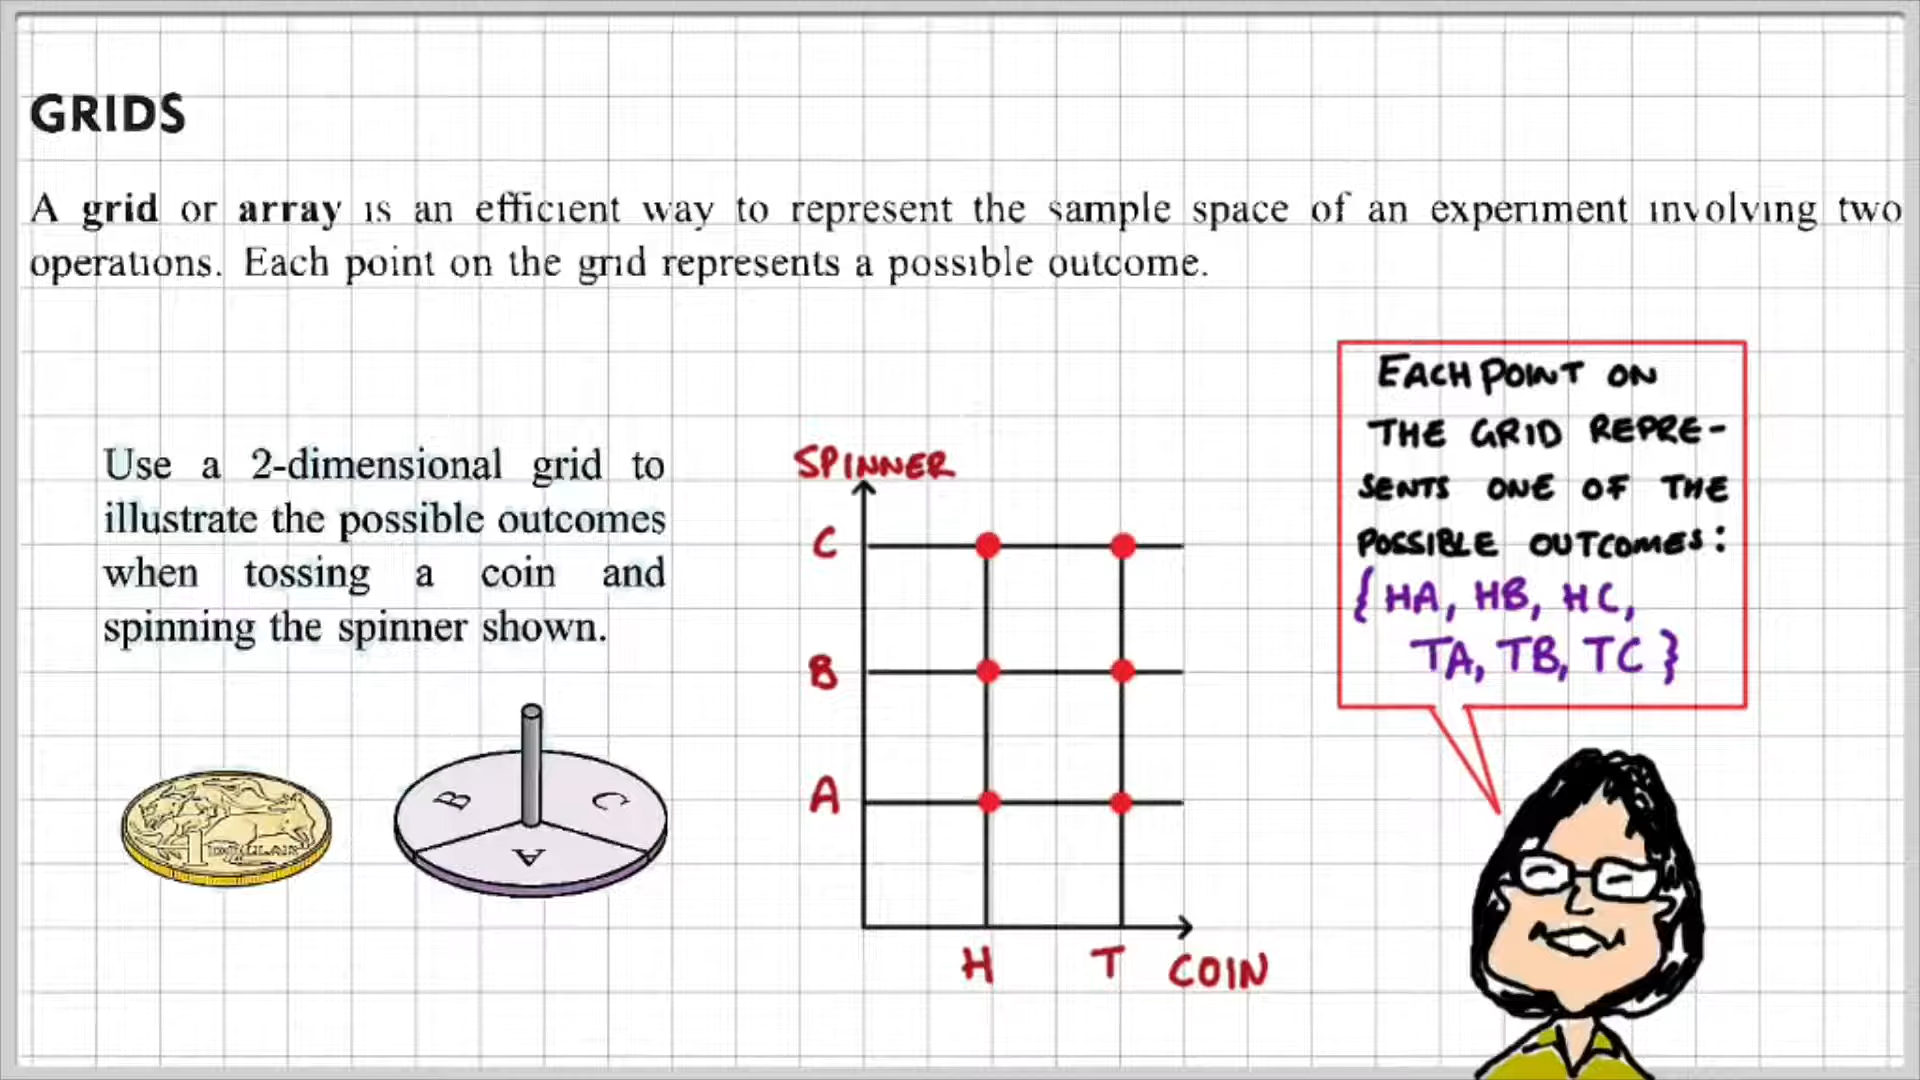 GRIDS
A grid or array is an efficient way to represent the sample space of an experiment involving two
operations. Each point on the grid represents a possible outcome.
Use a 2-dimensional grid to
illustrate the possible outcomes
when tossing a coin and
spinning the spinner shown.
B
C
A
1 DOLLAR
SPINNER
C
B
A
H T COIN
EACH POINT ON
THE GRID REPRE-
SENTS ONE OF THE
POSSIBLE OUTCOMES:
{HA, HB, HC,
TA, TB, TC}